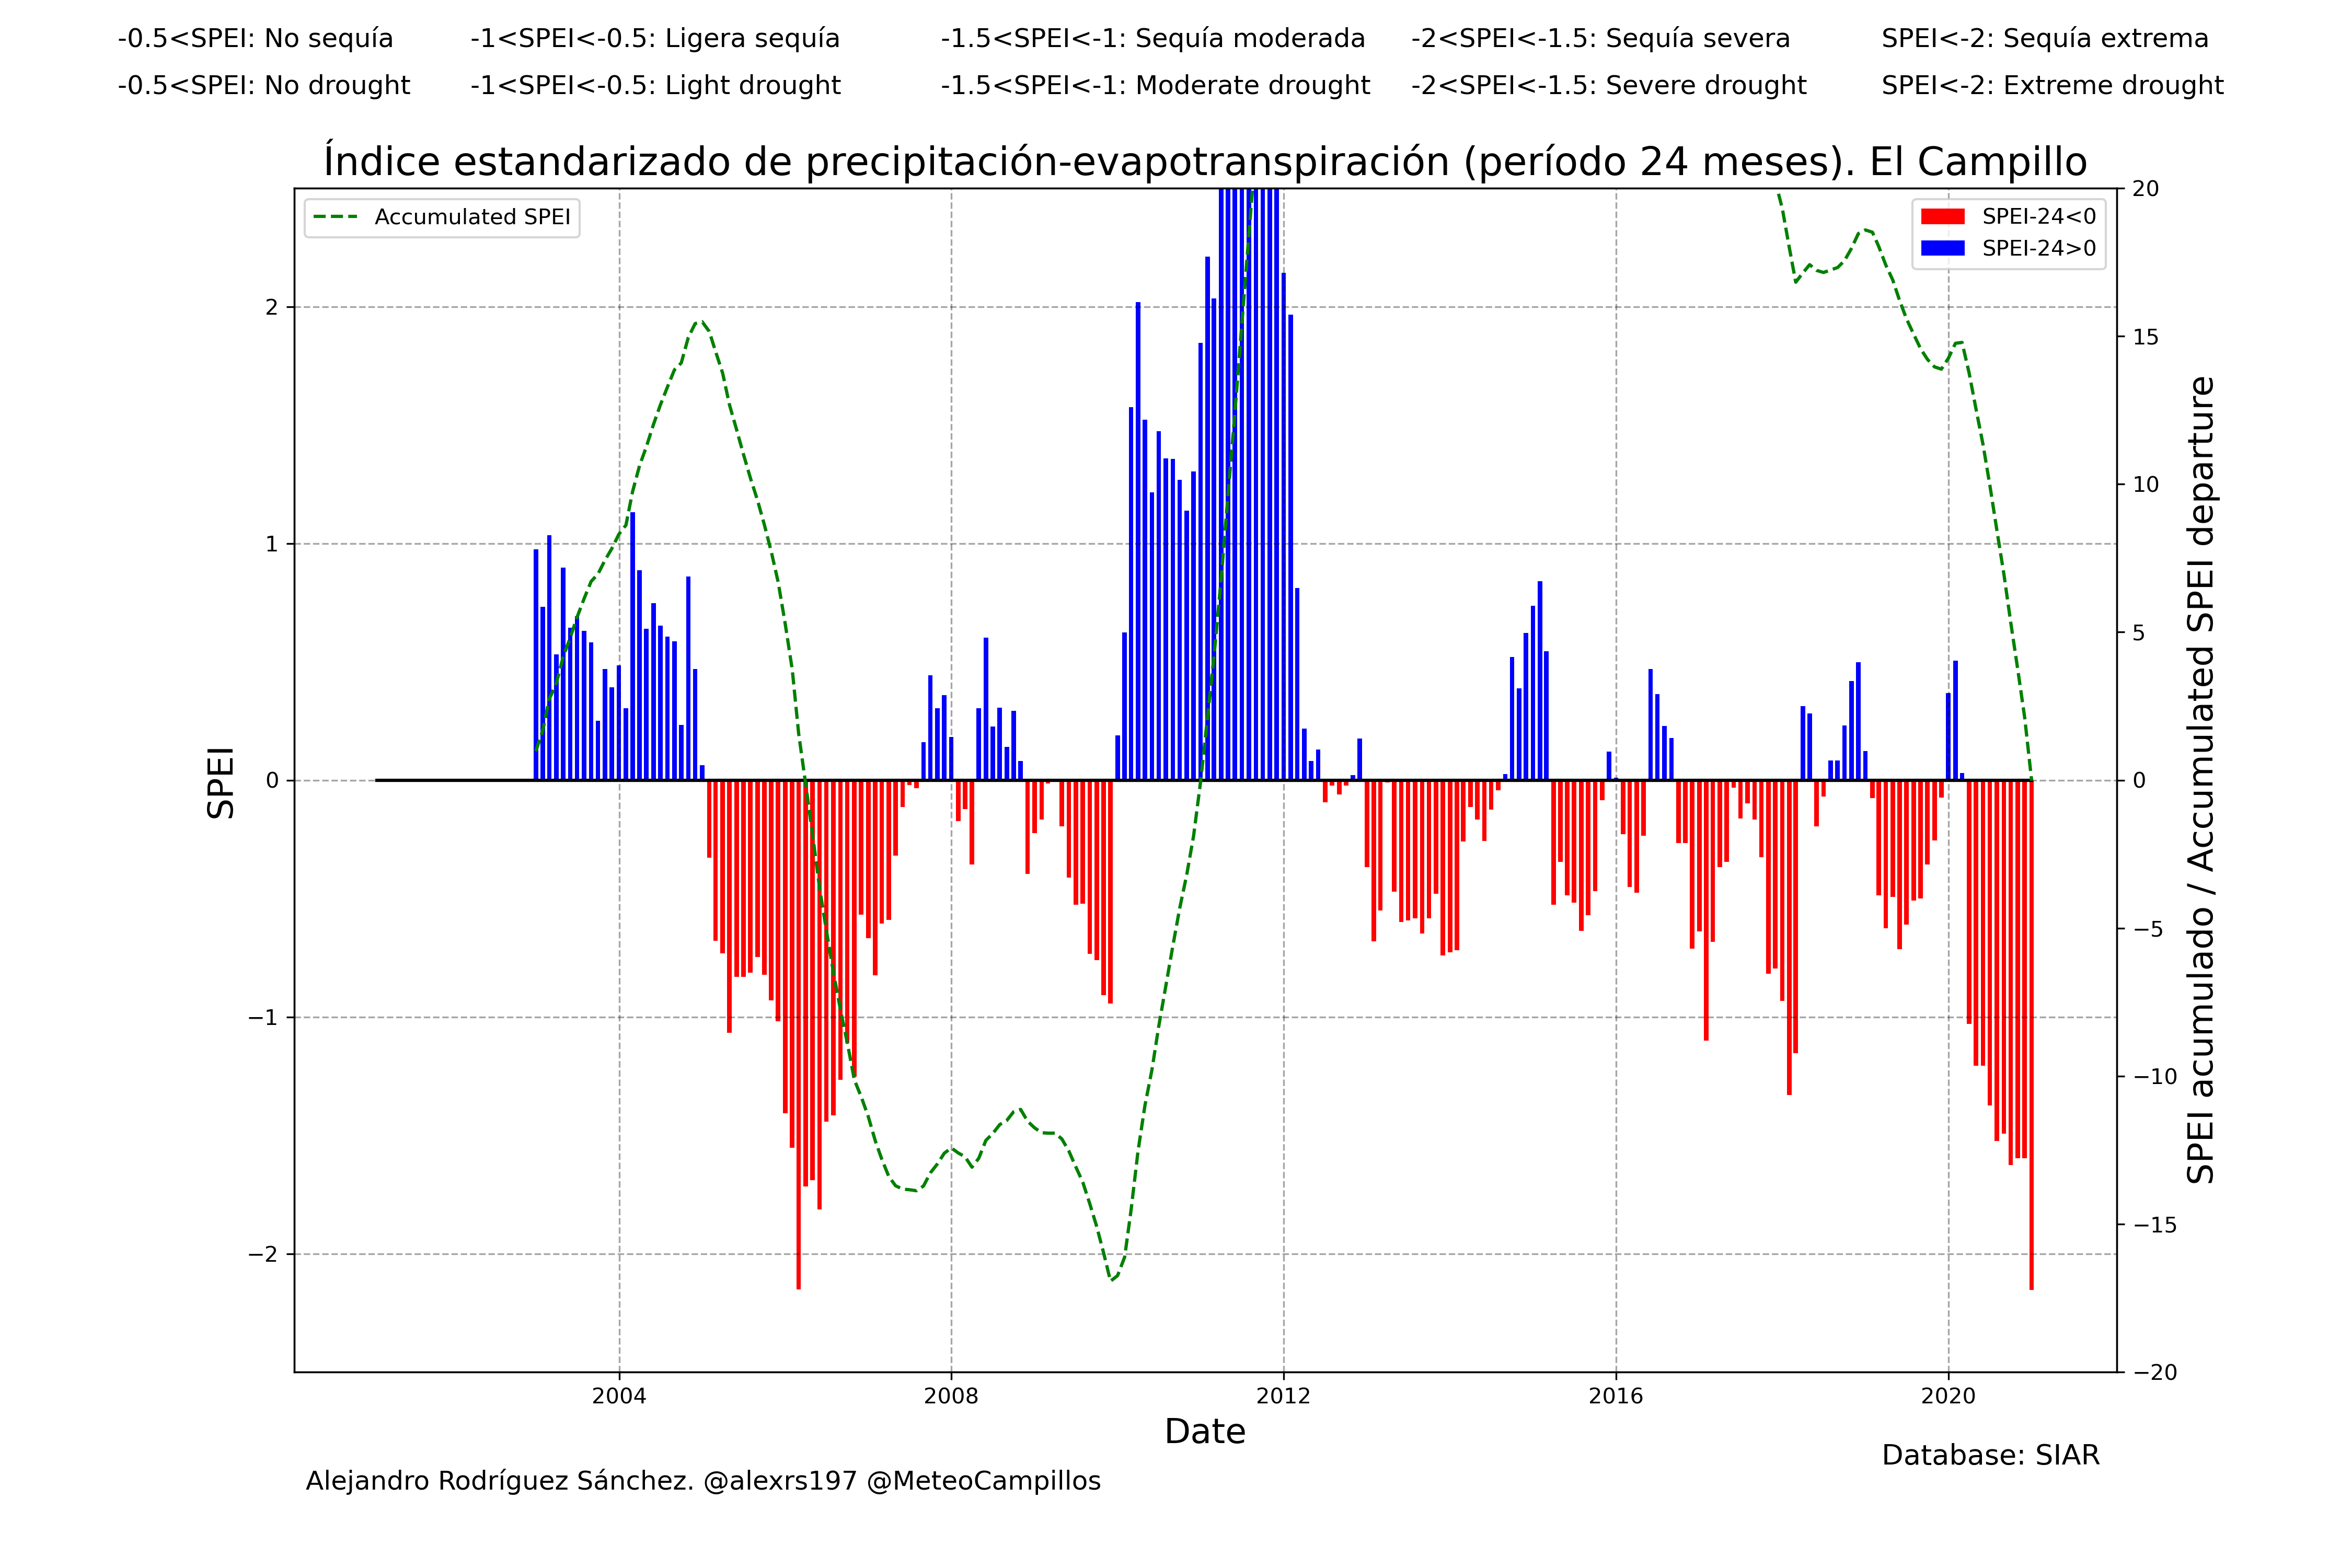 -0.5<SPEI: No sequía
-1<SPEI<-0.5: Ligera sequía
-1.5<SPEI<-1: Sequía moderada
-2<SPEI<-1.5: Sequía severa
SPEI<-2: Sequía extrema
-0.5<SPEI: No drought
-1<SPEI<-0.5: Light drought
-1.5<SPEI<-1: Moderate drought
-2<SPEI<-1.5: Severe drought
SPEI<-2: Extreme drought
Índice estandarizado de precipitación-evapotranspiración (período 24 meses). El Campillo
Accumulated SPEI
SPEI-24<0
SPEI-24>0
SPEI
2
1
0
−1
−2
20
15
10
5
0
−5
−10
−15
−20
SPEI acumulado / Accumulated SPEI departure
2004
2008
2012
2016
2020
Date
Database: SIAR
Alejandro Rodríguez Sánchez. @alexrs197 @MeteoCampillos